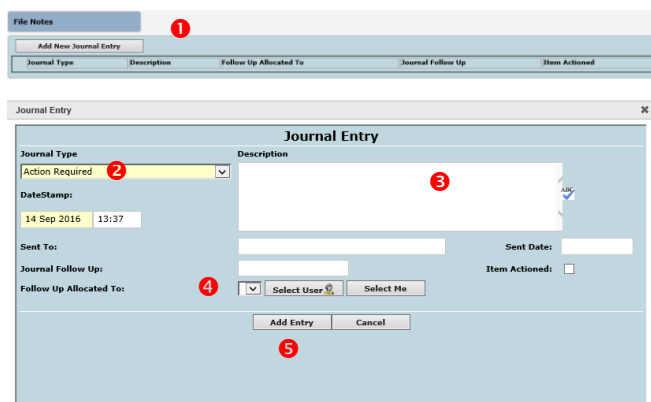 File Notes
1
Add New Journal Entry
Journal Type Description Follow Up Allocated To Journal Follow Up Item Actioned
Journal Entry
Journal Entry
Journal Type Description
Action Required 2
3
ABC
DateStamp:
14 Sep 2016 13:37
Sent To: Sent Date:
Journal Follow Up: Item Actioned:
Follow Up Allocated To: 4 Select User Select Me
Add Entry Cancel
5